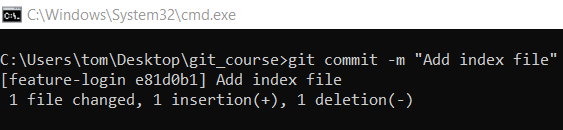 C:\Windows\System32\cmd.exe
C:\Users\tom\Desktop\git_course>git commit -m "Add index file"
[feature-login e81d0b1] Add index file
 1 file changed, 1 insertion(+), 1 deletion(-)